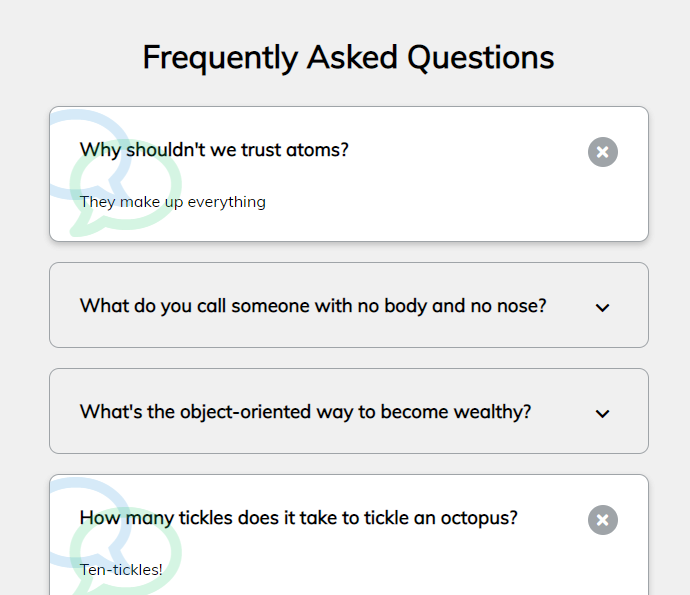 Frequently Asked Questions
Why shouldn't we trust atoms?
They make up everything
What do you call someone with no body and no nose?
What's the object-oriented way to become wealthy?
How many tickles does it take to tickle an octopus?
Ten-tickles!